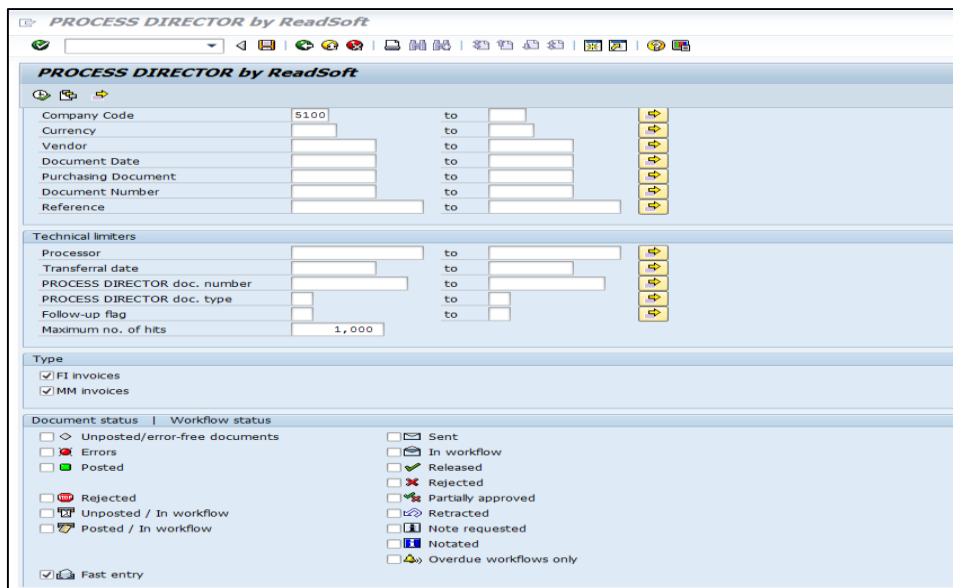 PROCESS DIRECTOR by ReadSoft
PROCESS DIRECTOR by ReadSoft
Company Code 5100 to
Currency to
Vendor to
Document Date to
Purchasing Document to
Document Number to
Reference to
Technical limiters
Processor to
Transferral date to
PROCESS DIRECTOR doc. number to
PROCESS DIRECTOR doc. type to
Follow-up flag to
Maximum no. of hits 1,000
Type
FI invoices
MM invoices
Document status | Workflow status
Unposted/error-free documents Sent
Errors In workflow
Posted Released
Rejected
Rejected Partially approved
Unposted / In workflow Retracted
Posted / In workflow Note requested
Notated
Overdue workflows only
Fast entry